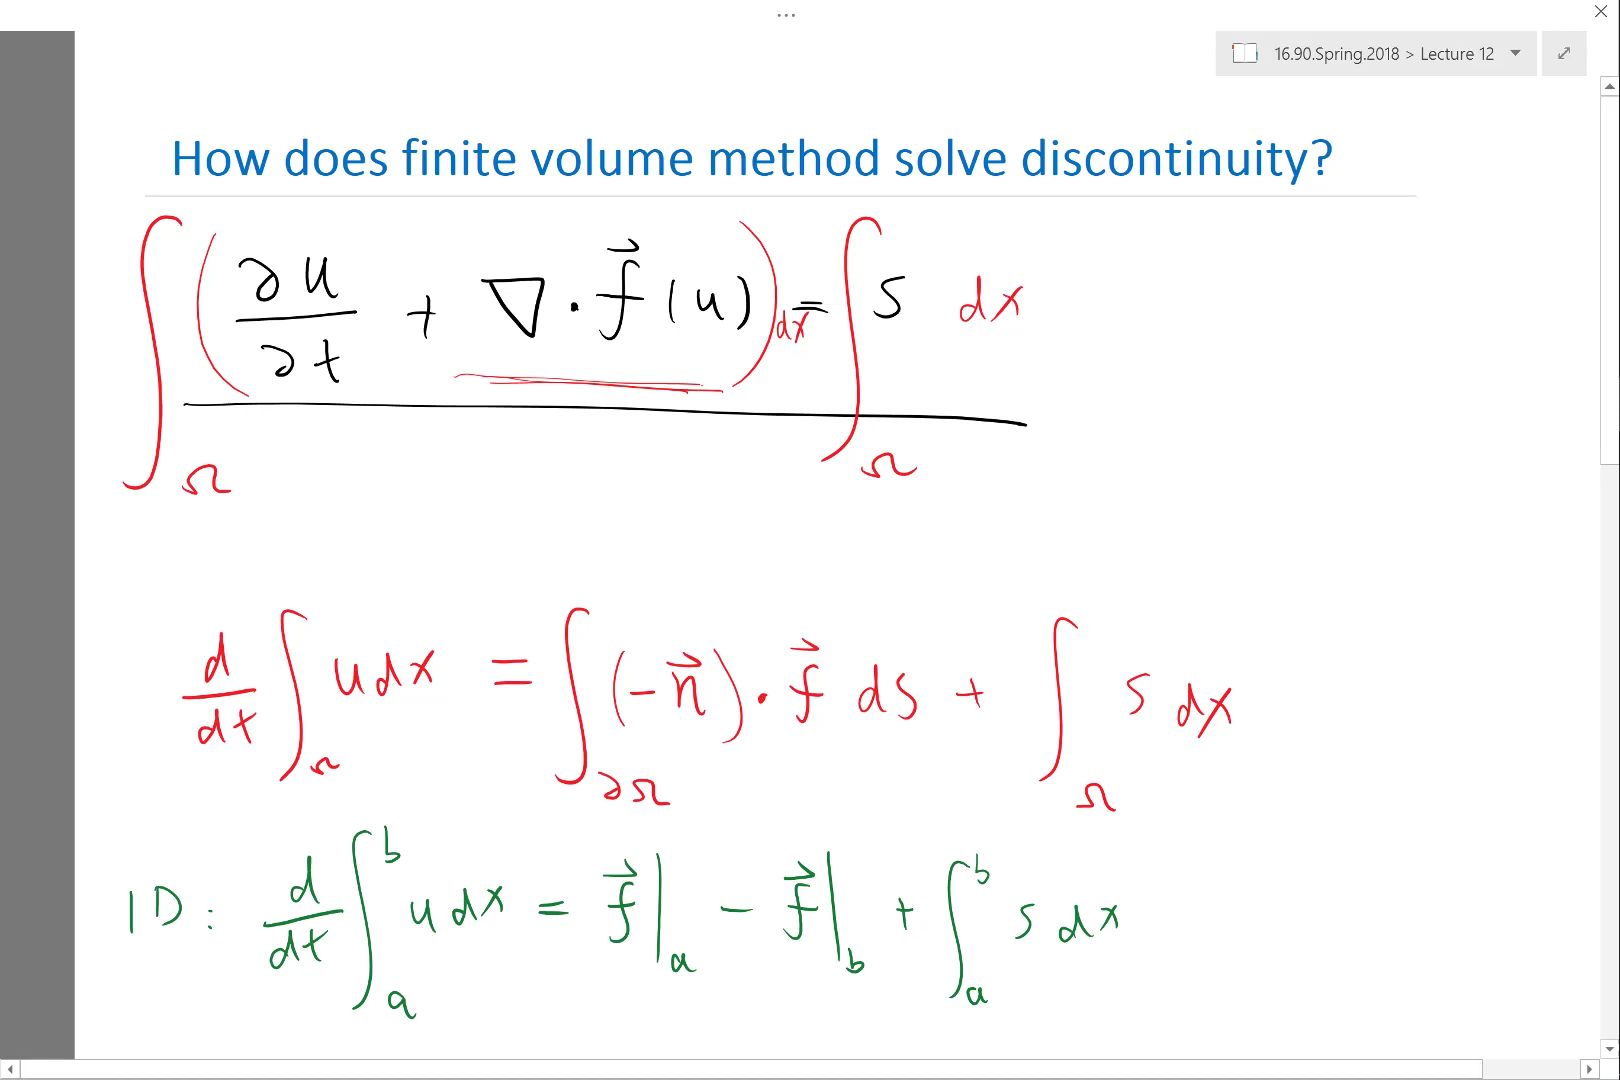 ...
16.90.Spring.2018 > Lecture 12
How does finite volume method solve discontinuity?
∫_Ω (∂u/∂t + ∇·f⃗(u)) dx = ∫_Ω s dx
d/dt ∫_Ω u dx = ∫_∂Ω (-n⃗)·f⃗ ds + ∫_Ω s dx
1D: d/dt ∫_a^b u dx = f⃗|_a - f⃗|_b + ∫_a^b s dx